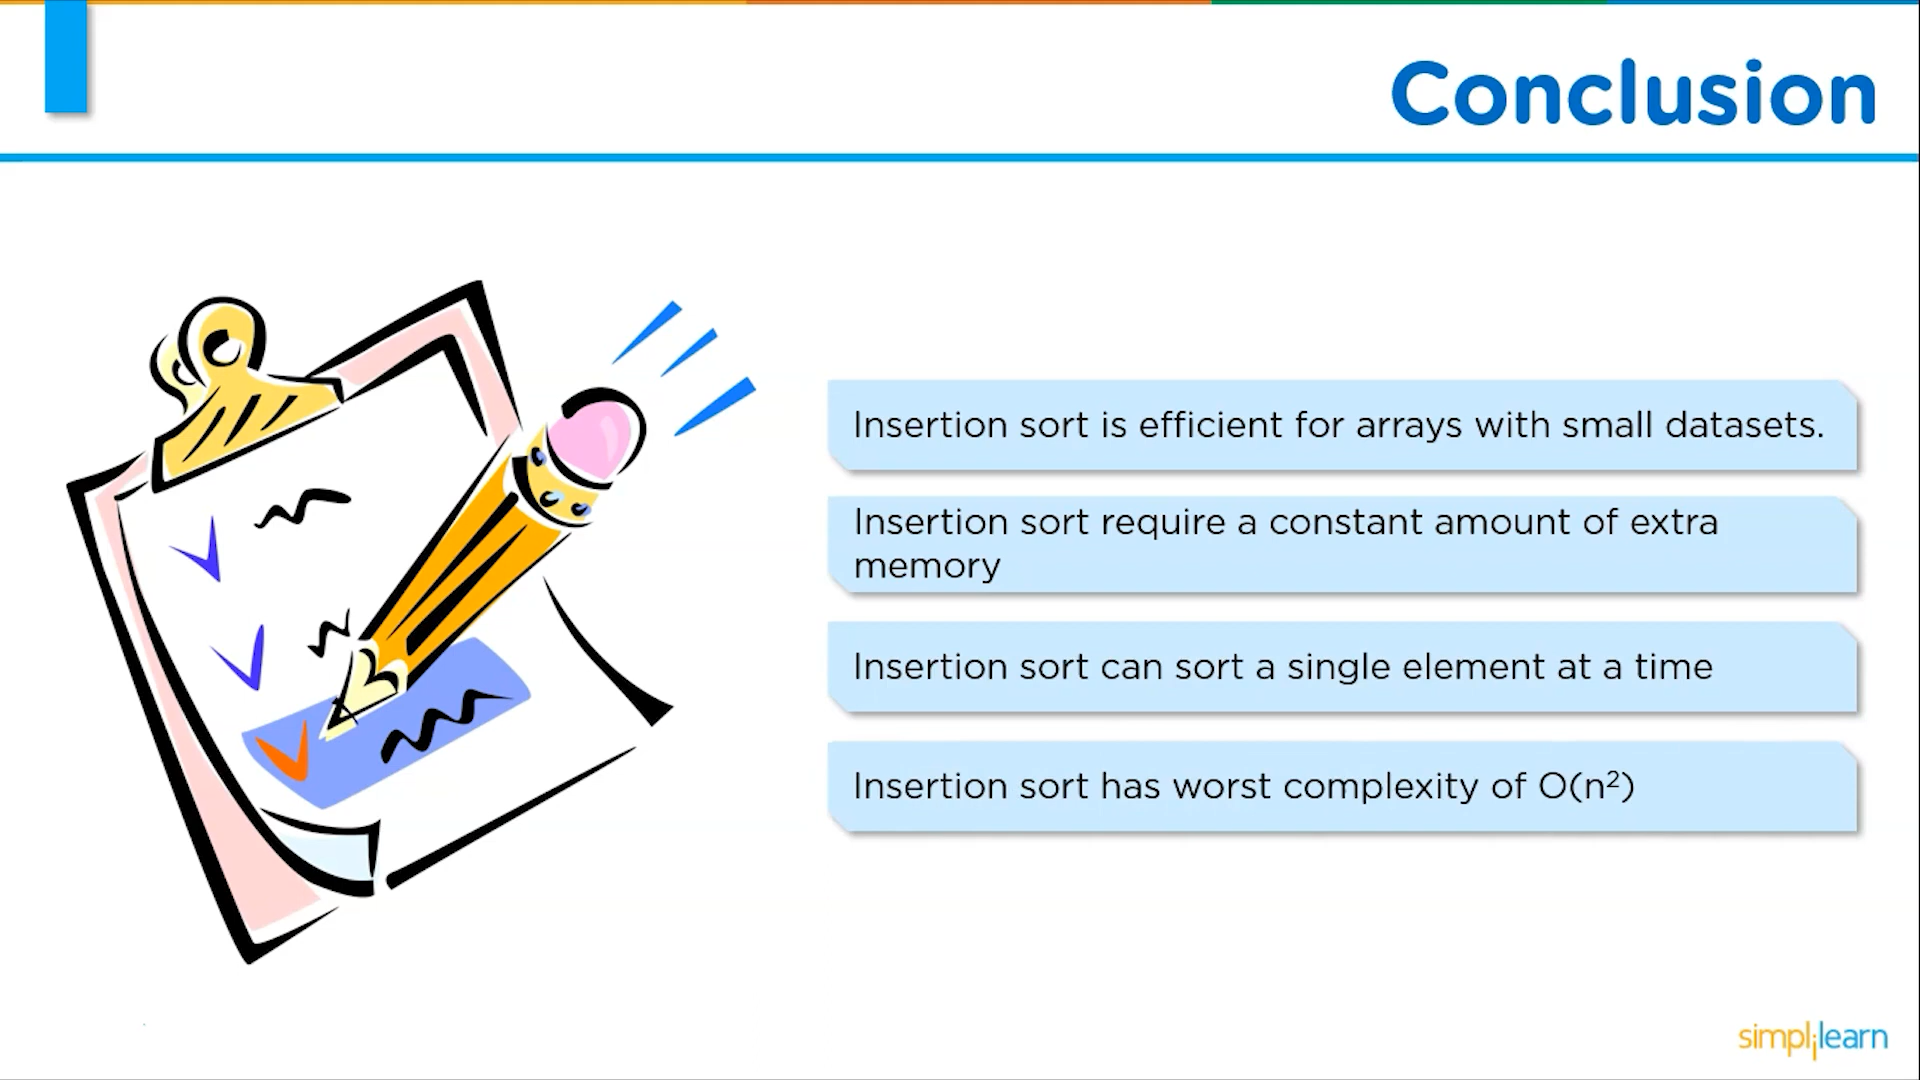 Conclusion
Insertion sort is efficient for arrays with small datasets.
Insertion sort require a constant amount of extra
memory
Insertion sort can sort a single element at a time
Insertion sort has worst complexity of O(n²)
simplilearn